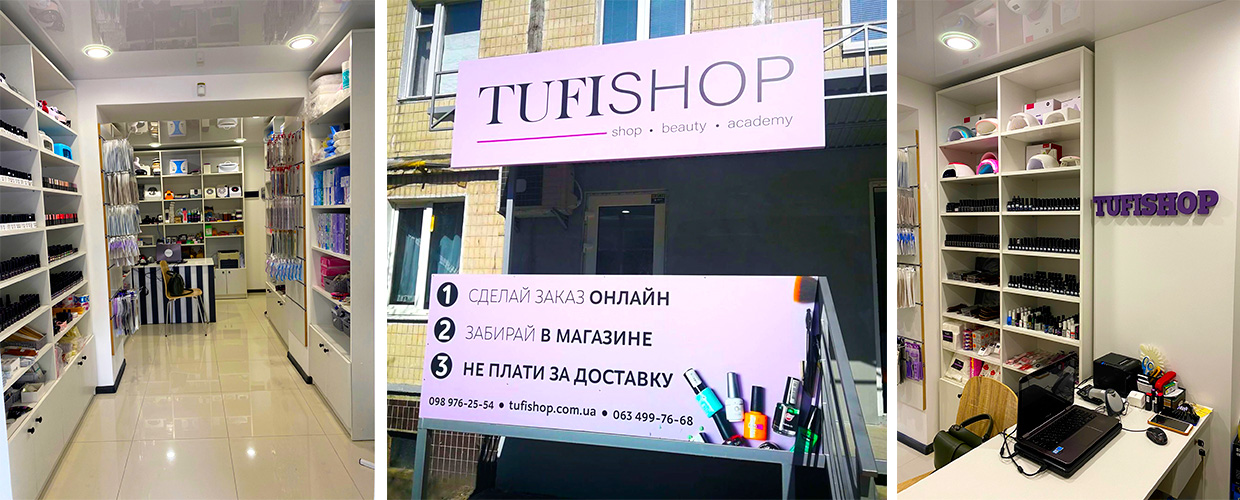 TUFISHOP
shop • beauty • academy
1 СДЕЛАЙ ЗАКАЗ ОНЛАЙН
2 ЗАБИРАЙ В МАГАЗИНЕ
3 НЕ ПЛАТИ ЗА ДОСТАВКУ
098 976-25-54 • tufishop.com.ua • 063 499-76-68
TUFISHOP